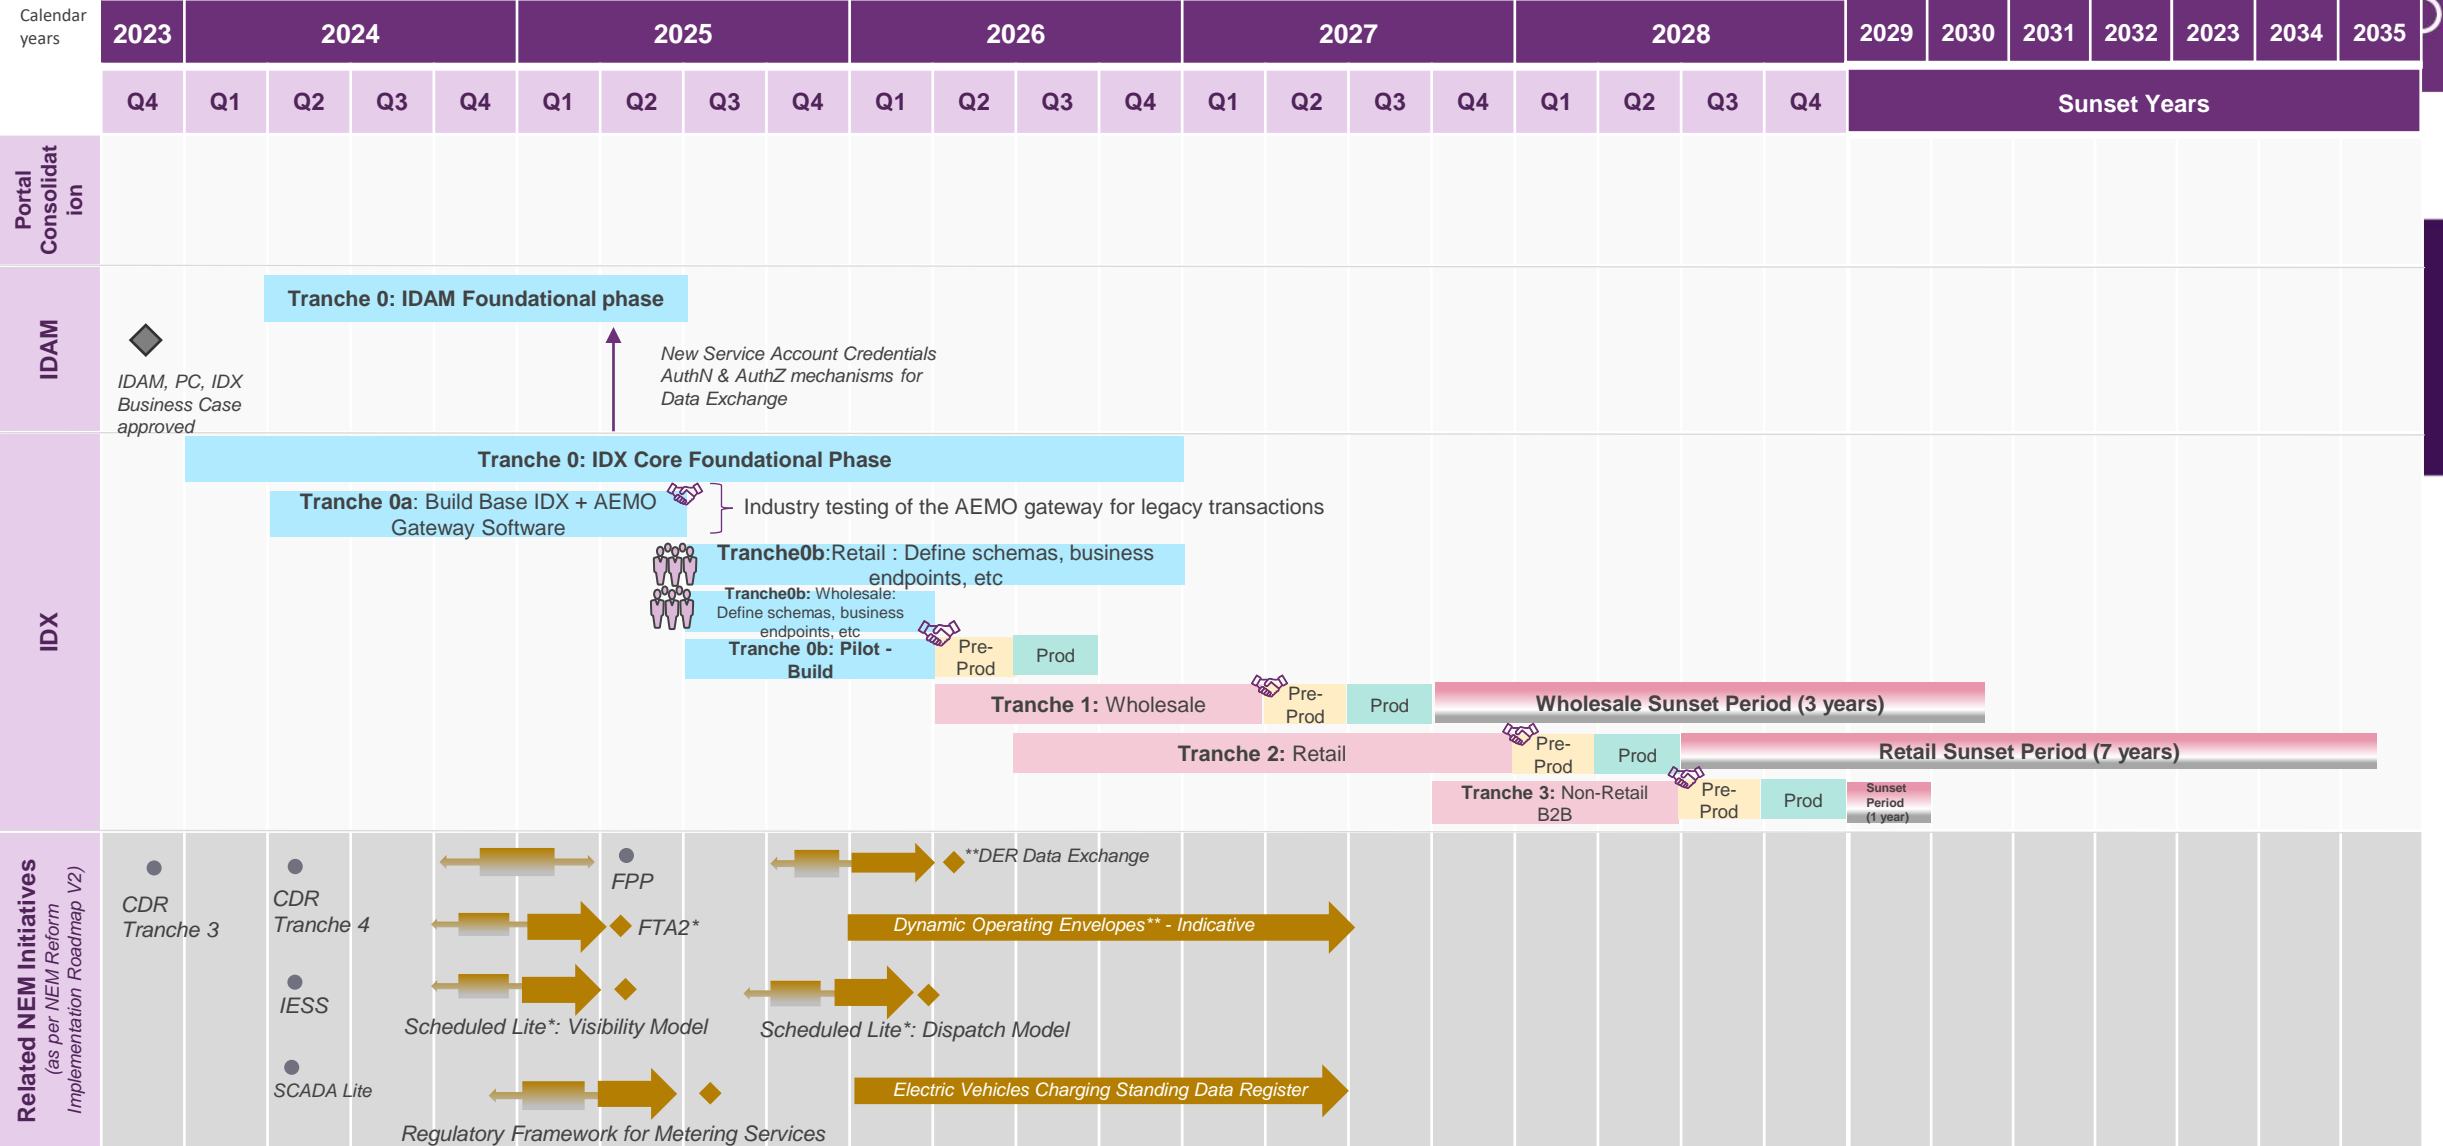 Calendar
years
2023
2024
2025
2026
2027
2028
2029
2030
2031
2032
2023
2034
2035
Q4
Q1
Q2
Q3
Q4
Q1
Q2
Q3
Q4
Q1
Q2
Q3
Q4
Q1
Q2
Q3
Q4
Q1
Q2
Q3
Q4
Sunset Years
Portal
Consolidat
ion
IDAM
Tranche 0: IDAM Foundational phase
IDAM, PC, IDX
Business Case
approved
New Service Account Credentials
AuthN & AuthZ mechanisms for
Data Exchange
IDX
Tranche 0: IDX Core Foundational Phase
Tranche 0a: Build Base IDX + AEMO
Gateway Software
Industry testing of the AEMO gateway for legacy transactions
Tranche0b:Retail : Define schemas, business
endpoints, etc
Tranche0b: Wholesale:
Define schemas, business
endpoints, etc
Tranche 0b: Pilot -
Build
Pre-
Prod
Prod
Tranche 1: Wholesale
Pre-
Prod
Prod
Wholesale Sunset Period (3 years)
Tranche 2: Retail
Pre-
Prod
Prod
Retail Sunset Period (7 years)
Tranche 3: Non-Retail
B2B
Pre-
Prod
Prod
Sunset
Period
(1 year)
Related NEM Initiatives
(as per NEM Reform
Implementation Roadmap V2)
CDR
Tranche 3
CDR
Tranche 4
FPP
**DER Data Exchange
FTA2*
Dynamic Operating Envelopes** - Indicative
IESS
Scheduled Lite*: Visibility Model
Scheduled Lite*: Dispatch Model
SCADA Lite
Electric Vehicles Charging Standing Data Register
Regulatory Framework for Metering Services